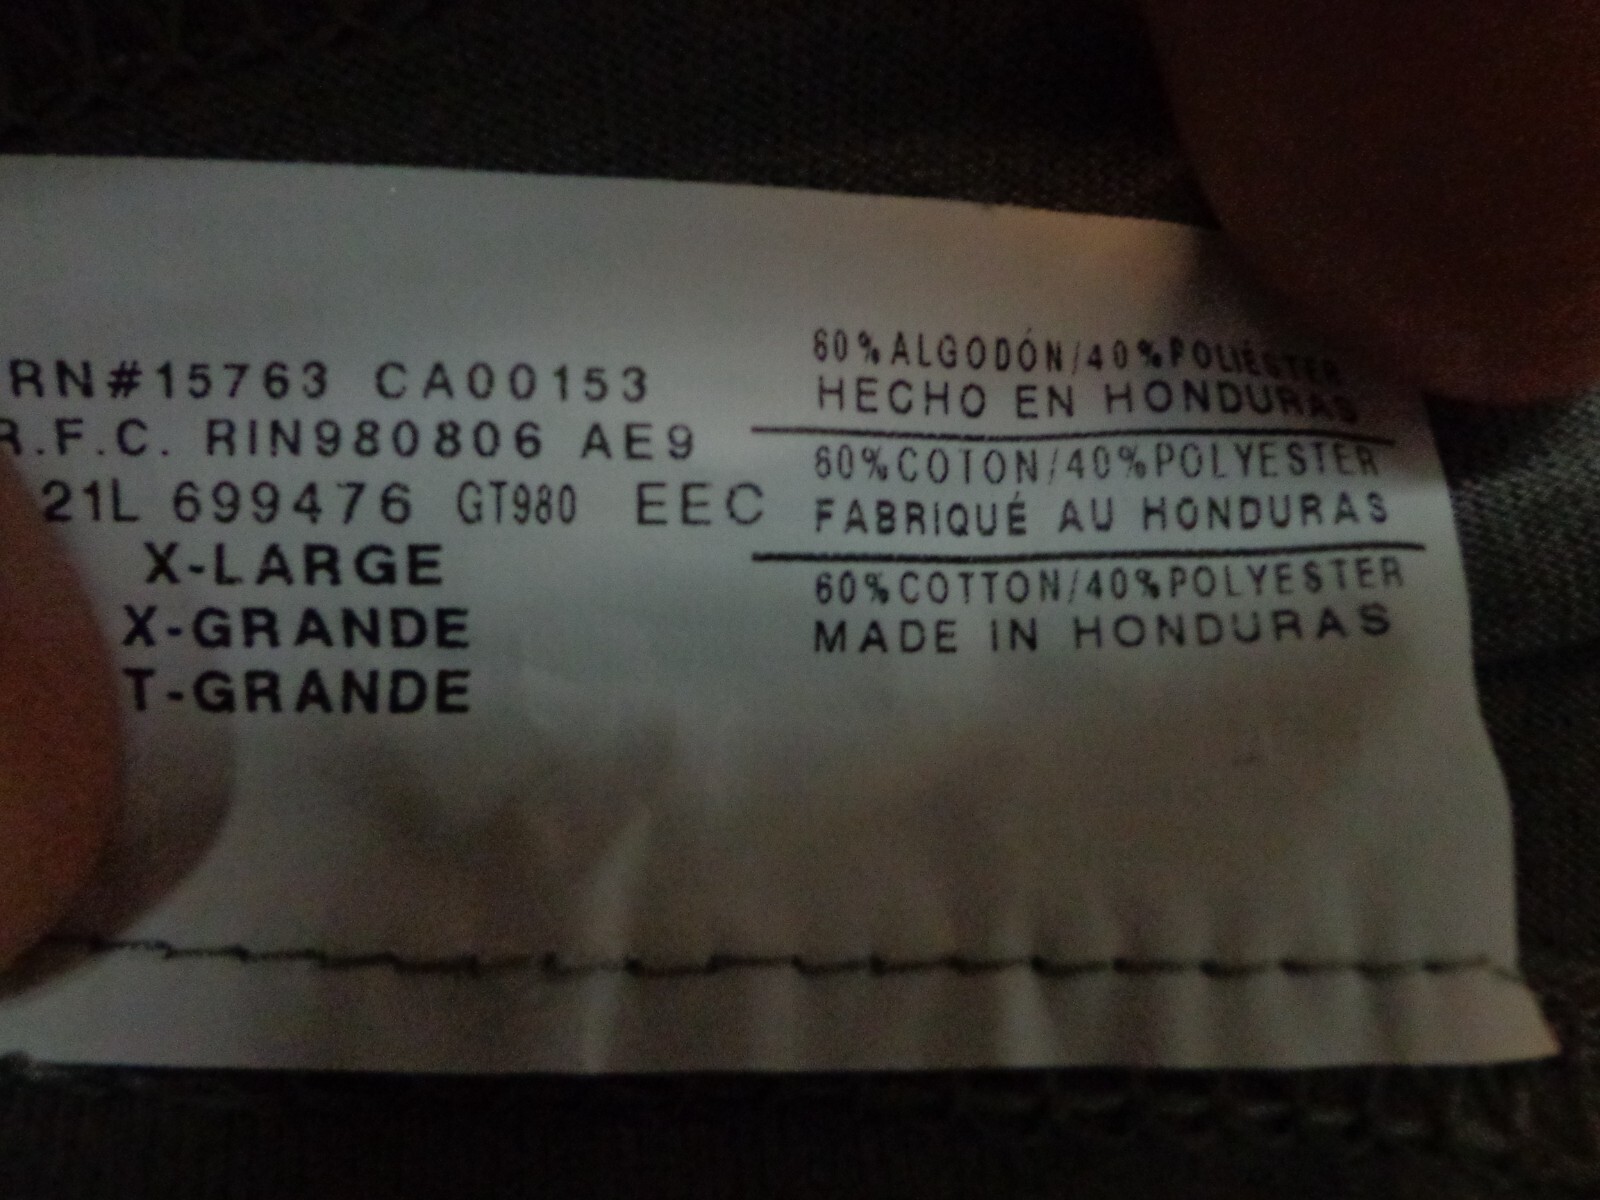 RN#15763 CA00153
R.F.C. RIN980806 AE9
21L 699476 GT980 EEC
X-LARGE
X-GRANDE
T-GRANDE
60%ALGODÓN/40%POLIÉSTER
HECHO EN HONDURAS
60%COTON/40%POLYESTER
FABRIQUÉ AU HONDURAS
60%COTTON/40%POLYESTER
MADE IN HONDURAS